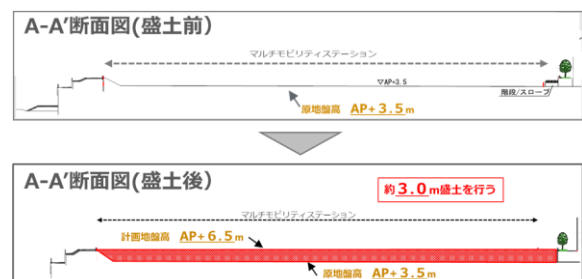 A-A’断面図(盛土前)
マルチモビリティステーション
▽AP+3.5
階段/スロープ
原地盤高 AP+3.5m
A-A’断面図(盛土後)
約3.0m盛土を行う
マルチモビリティステーション
計画地盤高 AP+6.5m
原地盤高 AP+3.5m